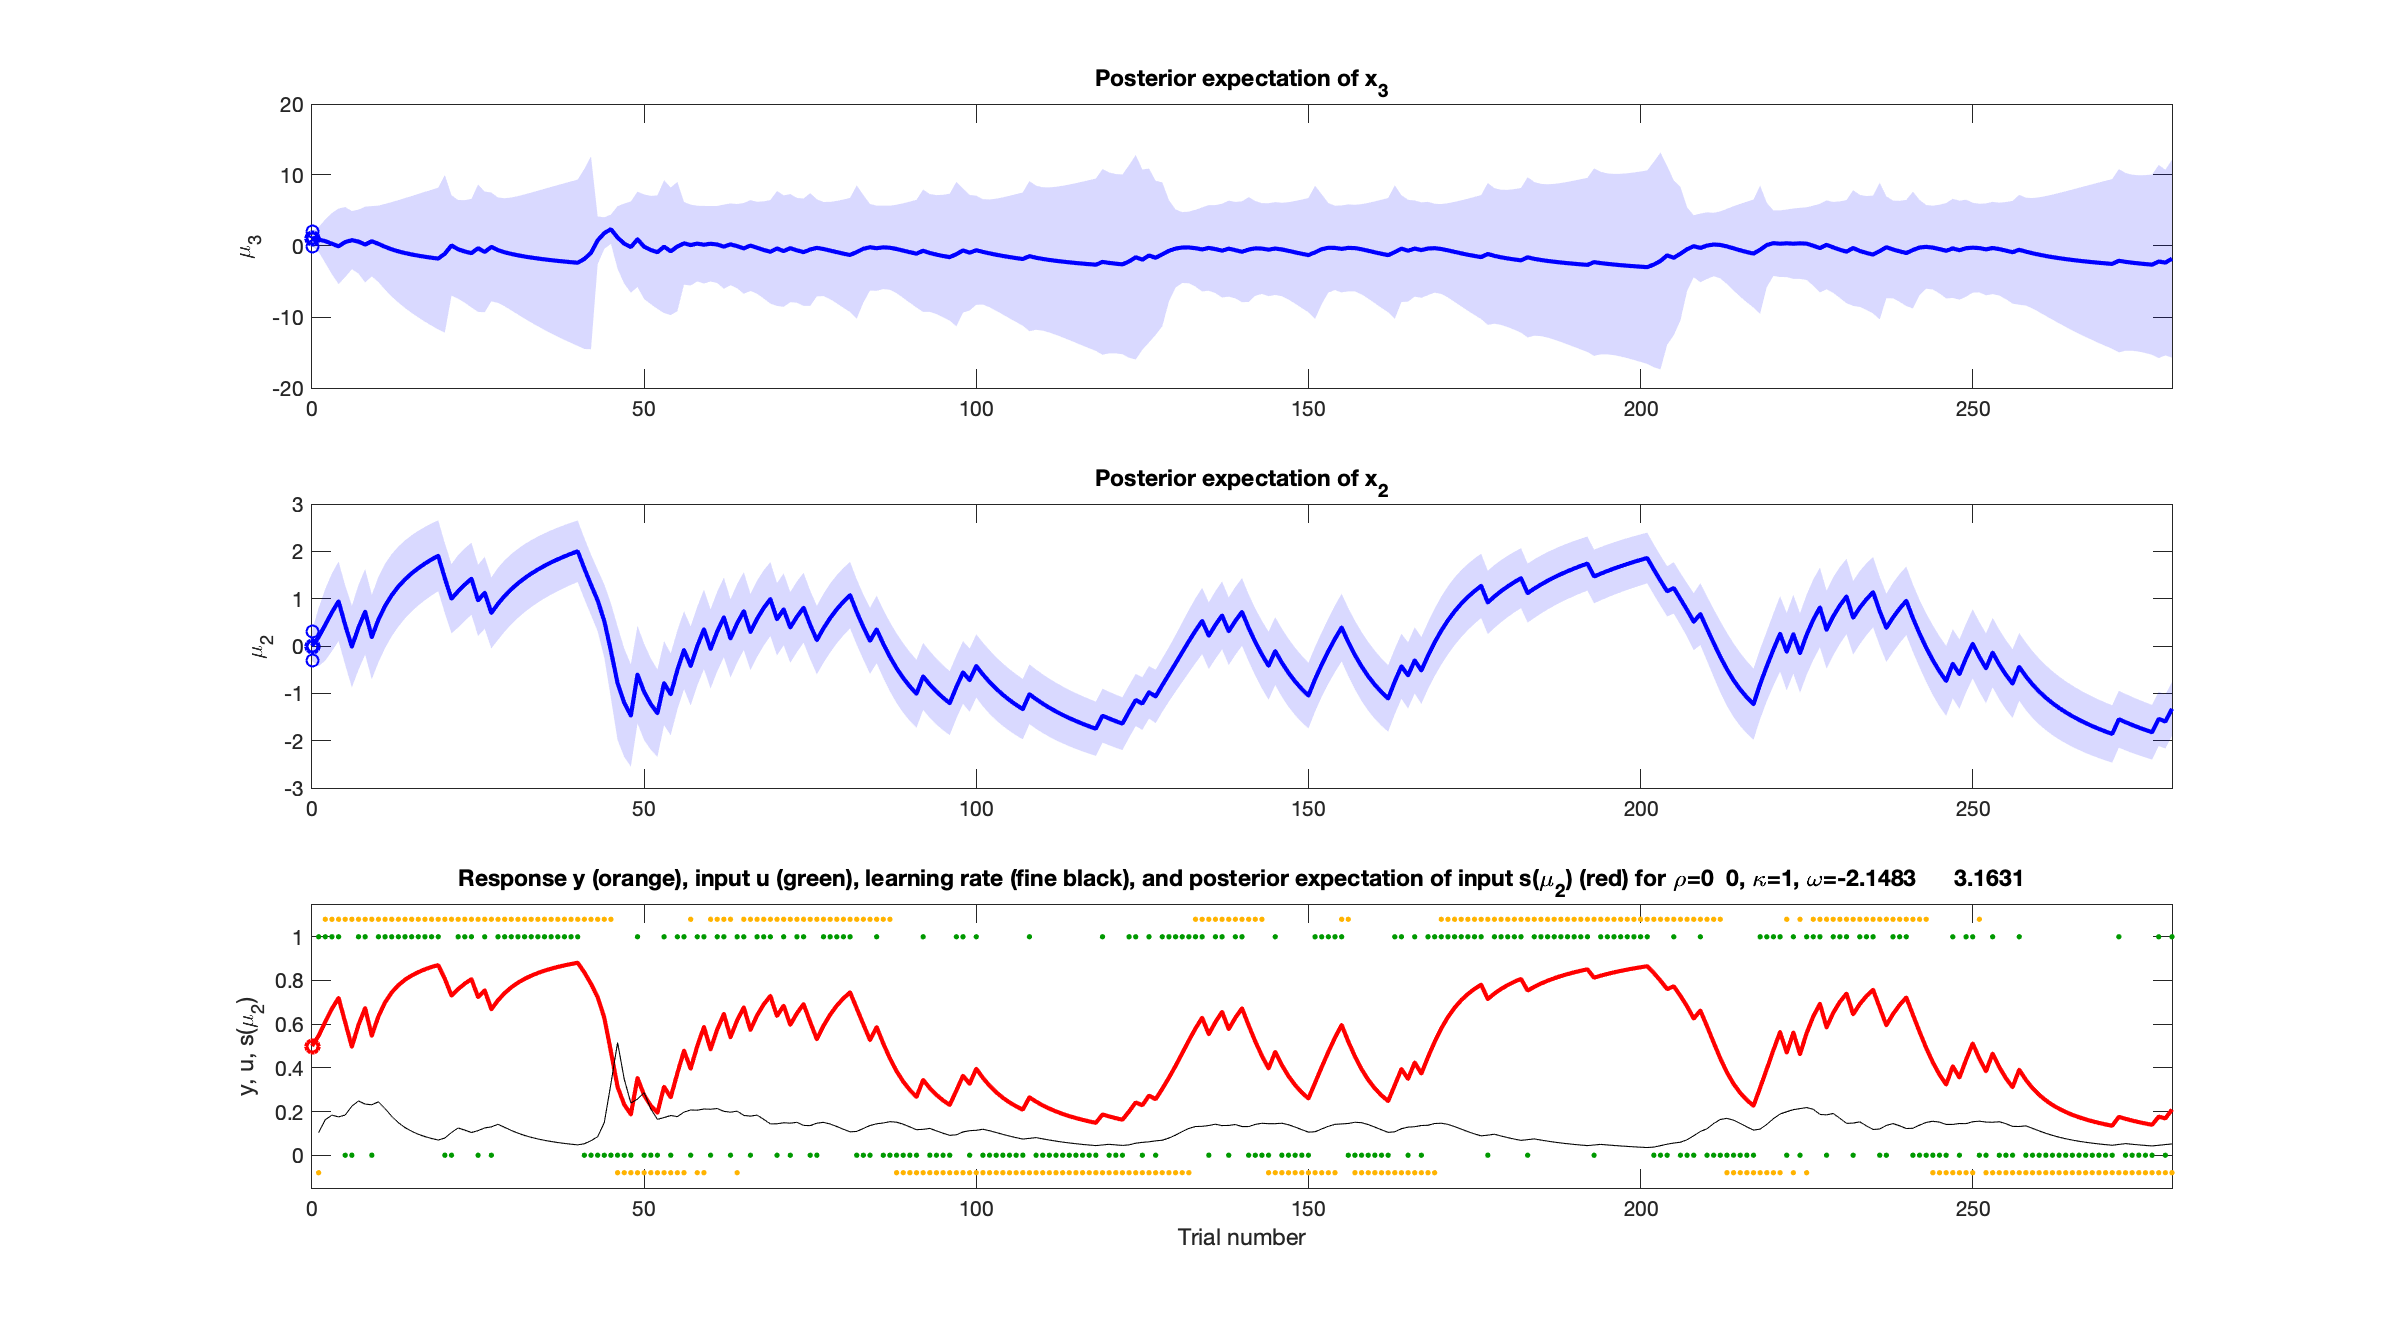 Posterior expectation of x3
20
10
0
-10
-20
μ3
0 50 100 150 200 250
Posterior expectation of x2
3
2
1
0
-1
-2
-3
μ2
0 50 100 150 200 250
Response y (orange), input u (green), learning rate (fine black), and posterior expectation of input s(μ2) (red) for ρ=0 0, κ=1, ω=-2.1483 3.1631
1
0.8
0.6
0.4
0.2
0
y, u, s(μ2)
0 50 100 150 200 250
Trial number